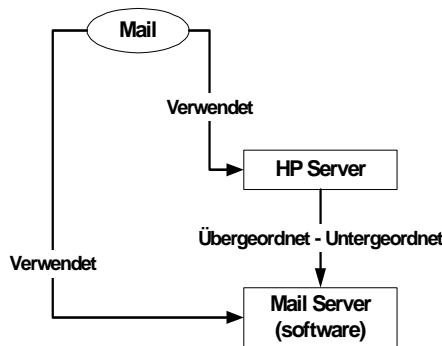 Mail
Verwendet
HP Server
Übergeordnet - Untergeordnet
Verwendet
Mail Server
(software)